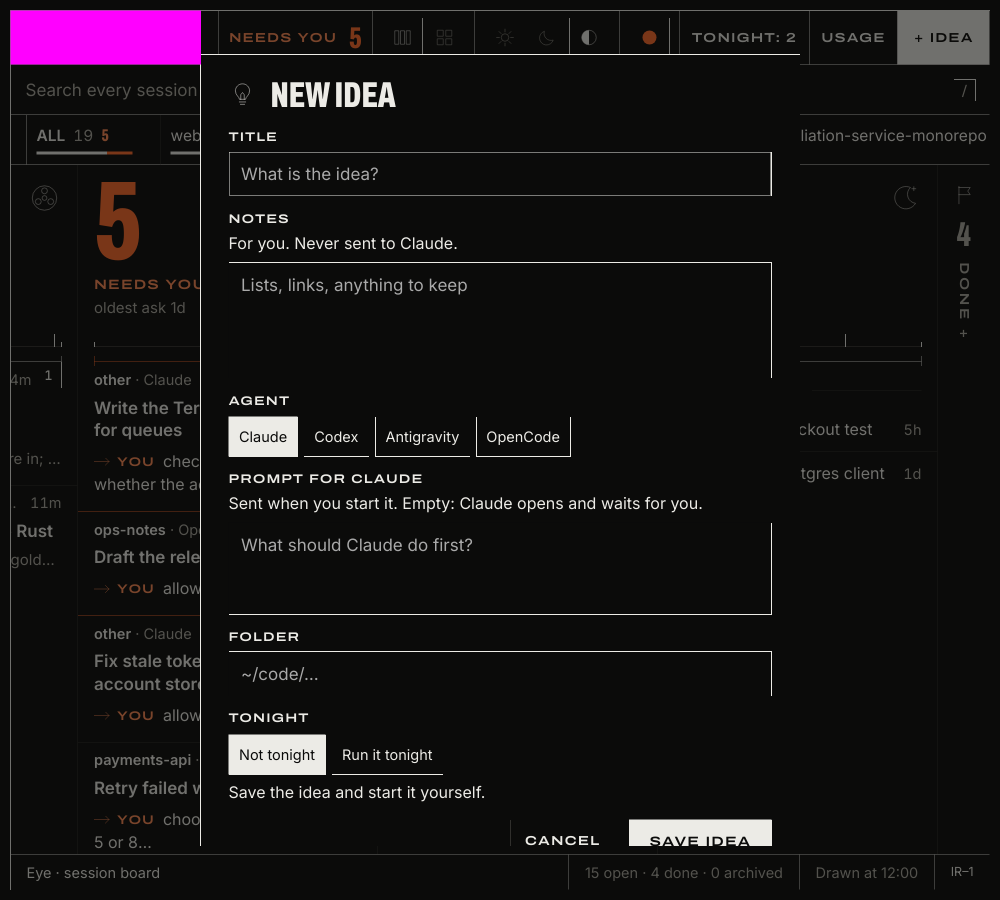 NEEDS YOU 5
TONIGHT: 2
USAGE
+ IDEA
Search every session
/
ALL 19 5
web
liation-service-monorepo
5
NEEDS YOU
oldest ask 1d
4m 1
re in; ...
. 11m
Rust
gold...
other · Claude
Write the Ter
for queues
→ YOU chec
whether the a
ops-notes · Op
Draft the rele
→ YOU allow
other · Claude
Fix stale toke
account store
→ YOU allow
payments-api ·
Retry failed w
→ YOU choo
5 or 8...
NEW IDEA
TITLE
What is the idea?
NOTES
For you. Never sent to Claude.
Lists, links, anything to keep
AGENT
Claude Codex Antigravity OpenCode
PROMPT FOR CLAUDE
Sent when you start it. Empty: Claude opens and waits for you.
What should Claude do first?
FOLDER
~/code/...
TONIGHT
Not tonight Run it tonight
Save the idea and start it yourself.
CANCEL SAVE IDEA
ckout test 5h
tgres client 1d
4
DONE +
Eye · session board
15 open · 4 done · 0 archived
Drawn at 12:00
IR–1